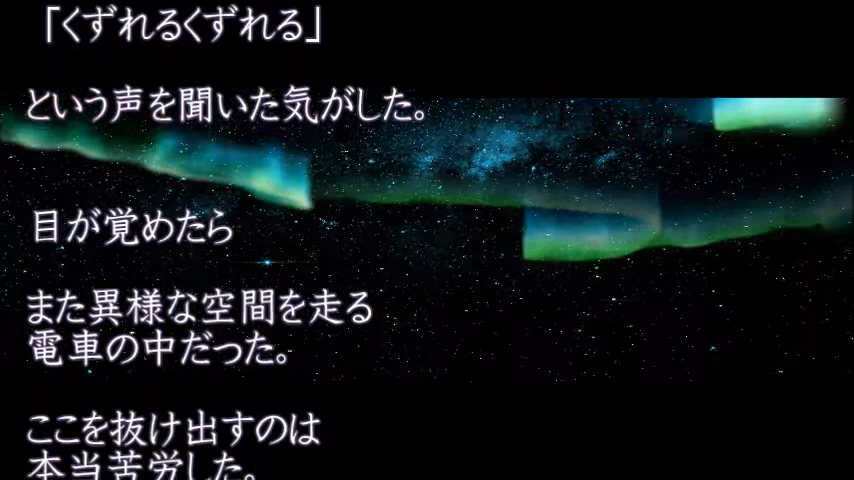 「くずれるくずれる」
という声を聞いた気がした。
目が覚めたら
また異様な空間を走る
電車の中だった。
ここを抜け出すのは
本当苦労した。